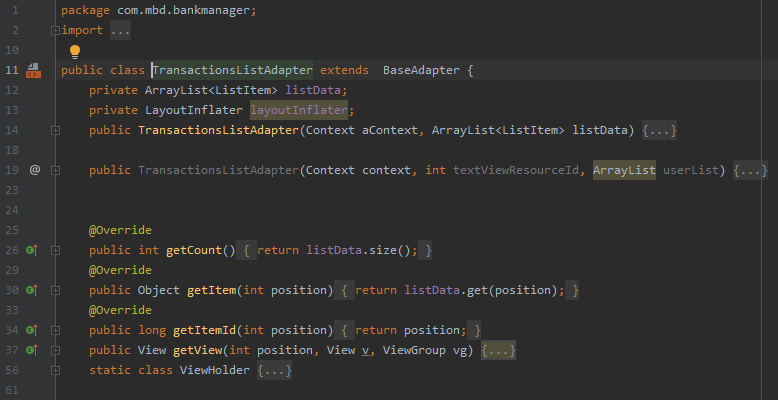 1 package com.mbd.bankmanager;
2 import ...
10
11 public class TransactionsListAdapter extends  BaseAdapter {
12     private ArrayList<ListItem> listData;
13     private LayoutInflater layoutInflater;
14     public TransactionsListAdapter(Context aContext, ArrayList<ListItem> listData) {...}
18
19 @     public TransactionsListAdapter(Context context, int textViewResourceId, ArrayList userList) {...}
23
24
25     @Override
26     public int getCount() { return listData.size(); }
29     @Override
30     public Object getItem(int position) { return listData.get(position); }
33     @Override
34     public long getItemId(int position) { return position; }
37     public View getView(int position, View v, ViewGroup vg) {...}
56     static class ViewHolder {...}
61